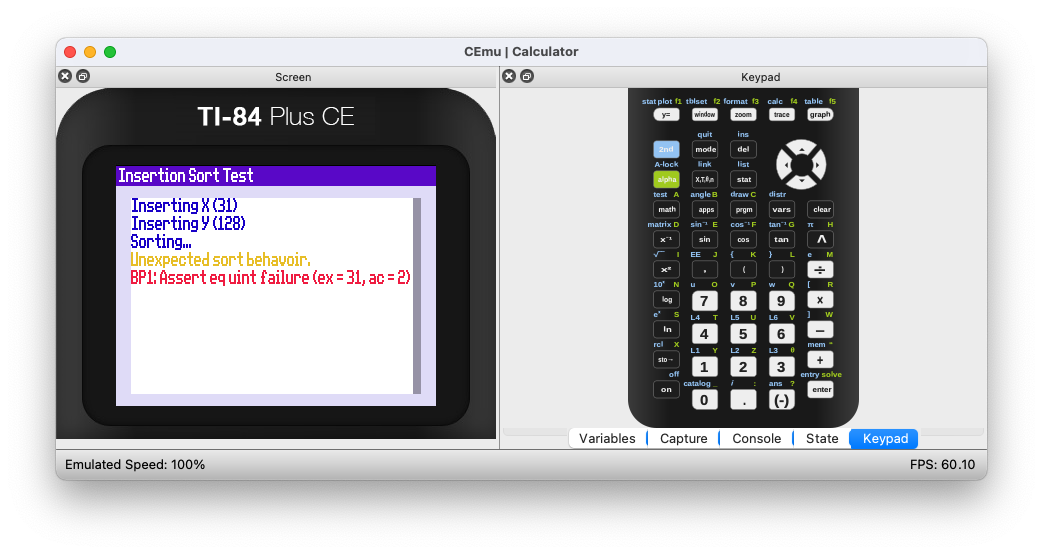 CEmu | Calculator
Screen
Keypad
TI-84 Plus CE
Insertion Sort Test
Inserting X (31)
Inserting Y (128)
Sorting...
Unexpected sort behavoir.
BP1: Assert eq uint failure (ex = 31, ac = 2)
stat plot f1 tblset f2 format f3 calc f4 table f5
y= window zoom trace graph
quit ins
2nd mode del
A-lock link list
alpha X,T,θ,n stat
test A angle B draw C distr
math apps prgm vars clear
matrix D sin⁻¹ E cos⁻¹ F tan⁻¹ G π H
x⁻¹ sin cos tan ^
√‾ I EE J { K } L e M
x² , ( ) ÷
10ˣ N u O v P w Q [ R
log 7 8 9 x
eˣ S L4 T L5 U L6 V ] W
ln 4 5 6 −
rcl X L1 Y L2 Z L3 θ mem "
sto→ 1 2 3 +
off catalog _ i : ans ? entry solve
on 0 . (-) enter
Variables Capture Console State Keypad
Emulated Speed: 100%
FPS: 60.10